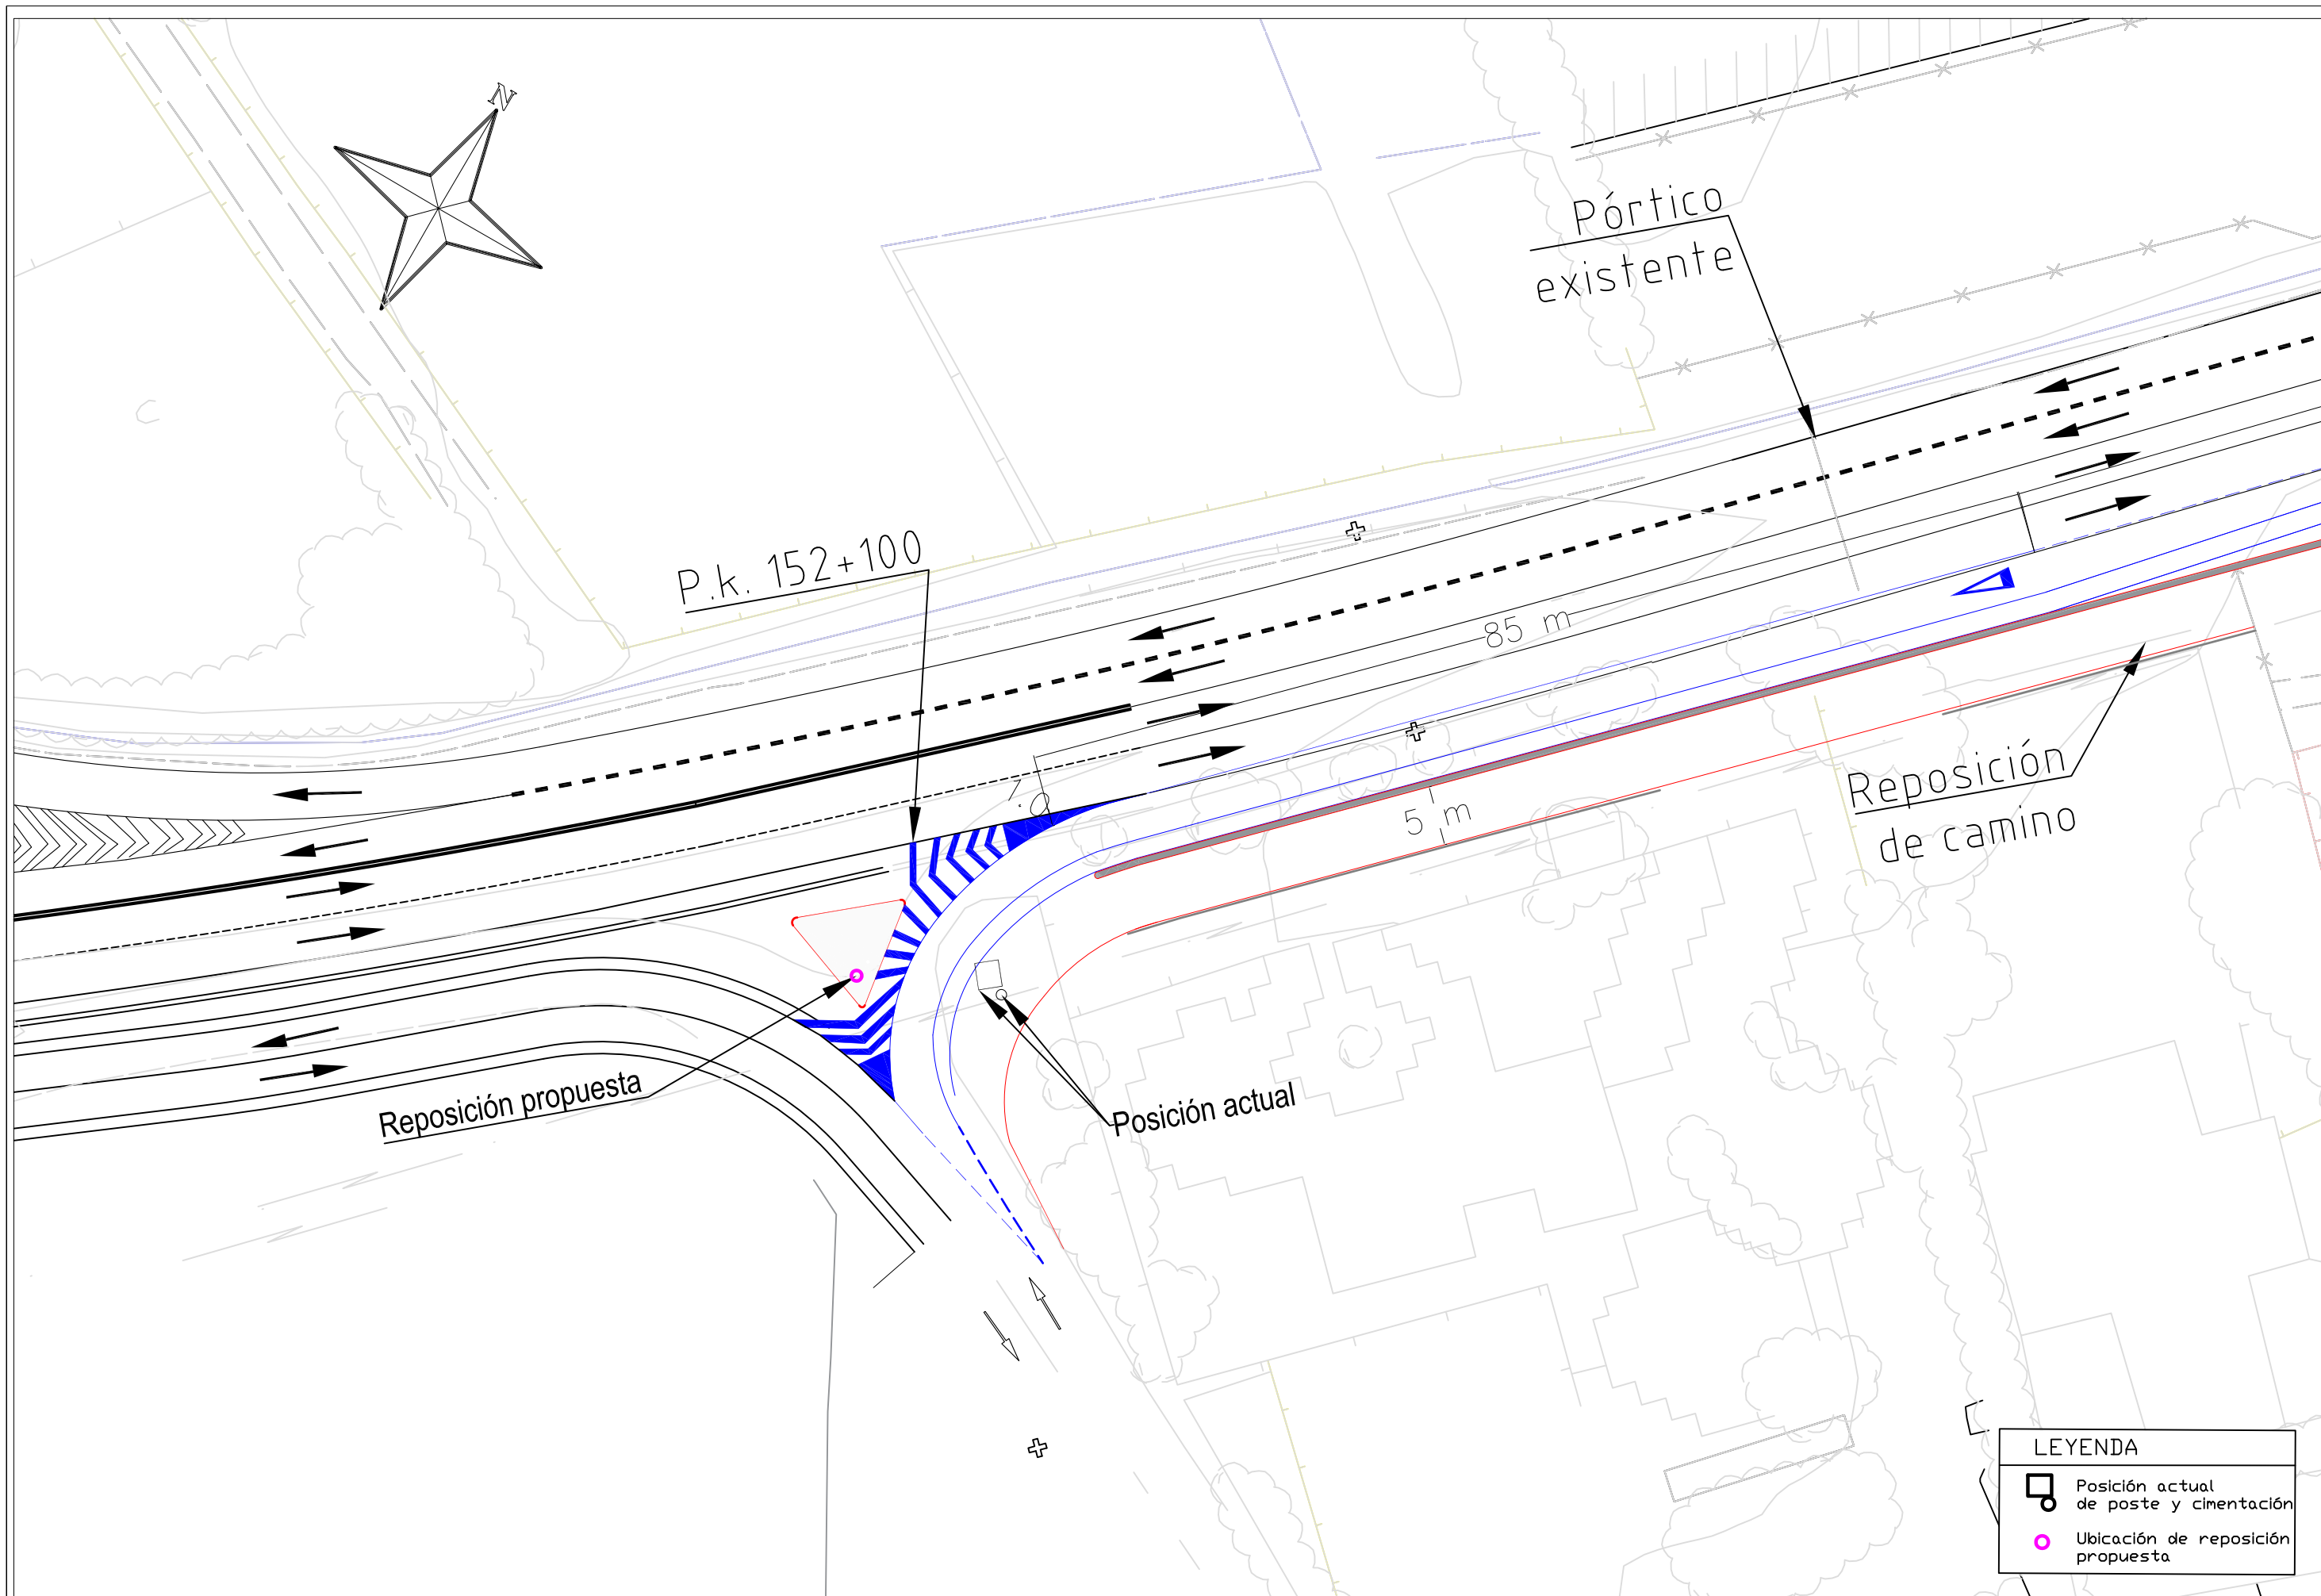 N
Pórtico
existente
P.k. 152+100
85 m
7.0
5 m
Reposición
de camino
Reposición propuesta
Posición actual
LEYENDA
Posición actual
de poste y cimentación
Ubicación de reposición
propuesta